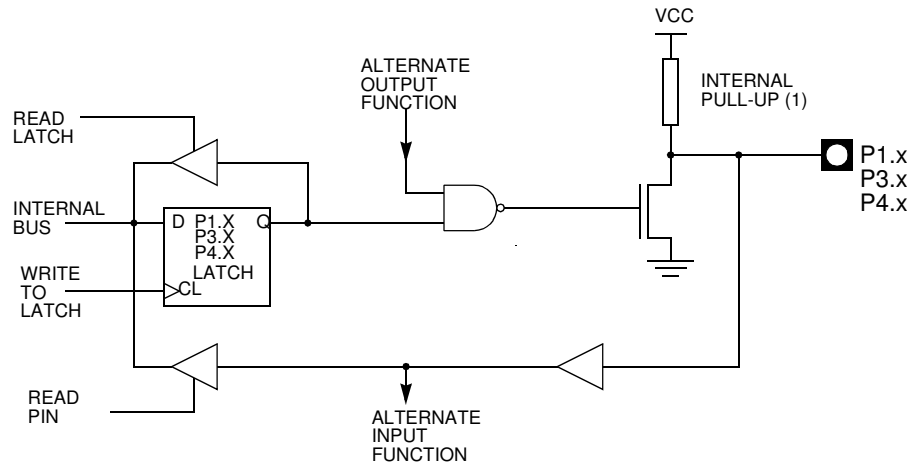 VCC
ALTERNATE
OUTPUT
FUNCTION
INTERNAL
PULL-UP (1)
READ
LATCH
P1.x
P3.x
P4.x
INTERNAL
BUS
D P1.X Q
P3.X
P4.X
LATCH
CL
WRITE
TO
LATCH
READ
PIN
ALTERNATE
INPUT
FUNCTION